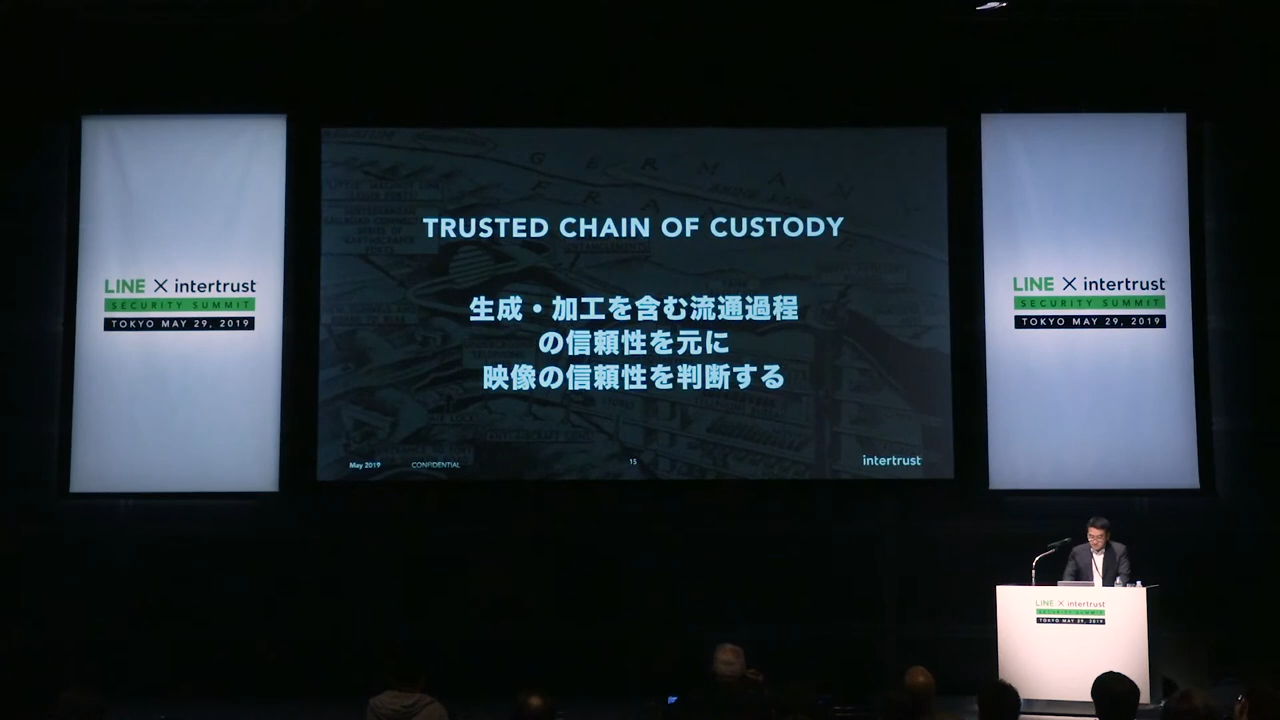 LINE × intertrust
SECURITY SUMMIT
TOKYO MAY 29, 2019
TRUSTED CHAIN OF CUSTODY
生成・加工を含む流通過程
の信頼性を元に
映像の信頼性を判断する
May 2019
CONFIDENTIAL
15
intertrust
LINE × intertrust
SECURITY SUMMIT
TOKYO MAY 29, 2019
LINE × intertrust
SECURITY SUMMIT
TOKYO MAY 29, 2019